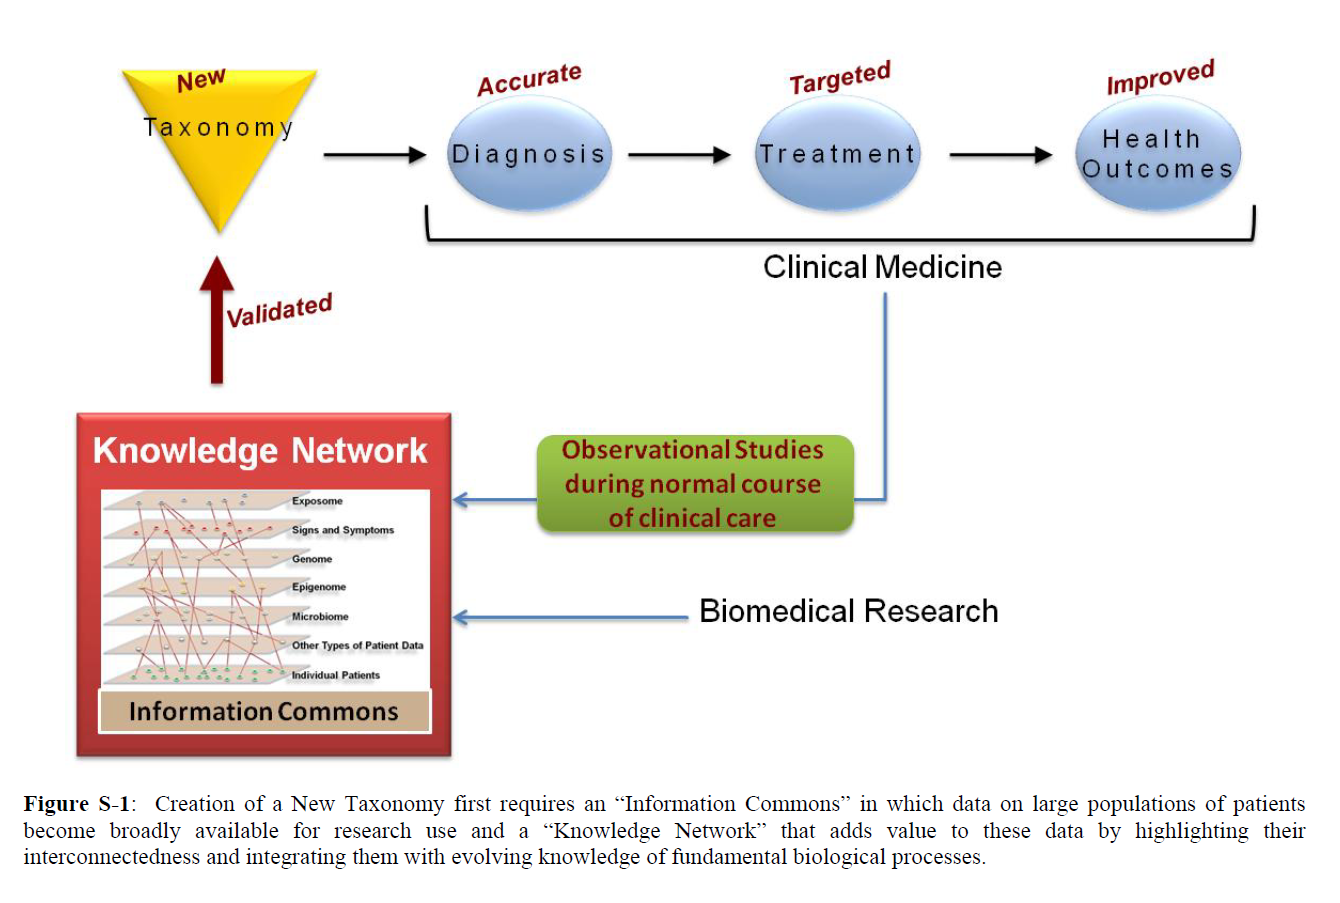 New
Taxonomy
Accurate
Diagnosis
Targeted
Treatment
Improved
Health
Outcomes
Clinical Medicine
Validated
Knowledge Network
Exposome
Signs and Symptoms
Genome
Epigenome
Microbiome
Other Types of Patient Data
Individual Patients
Information Commons
Observational Studies
during normal course
of clinical care
Biomedical Research
Figure S-1: Creation of a New Taxonomy first requires an “Information Commons” in which data on large populations of patients
become broadly available for research use and a “Knowledge Network” that adds value to these data by highlighting their
interconnectedness and integrating them with evolving knowledge of fundamental biological processes.